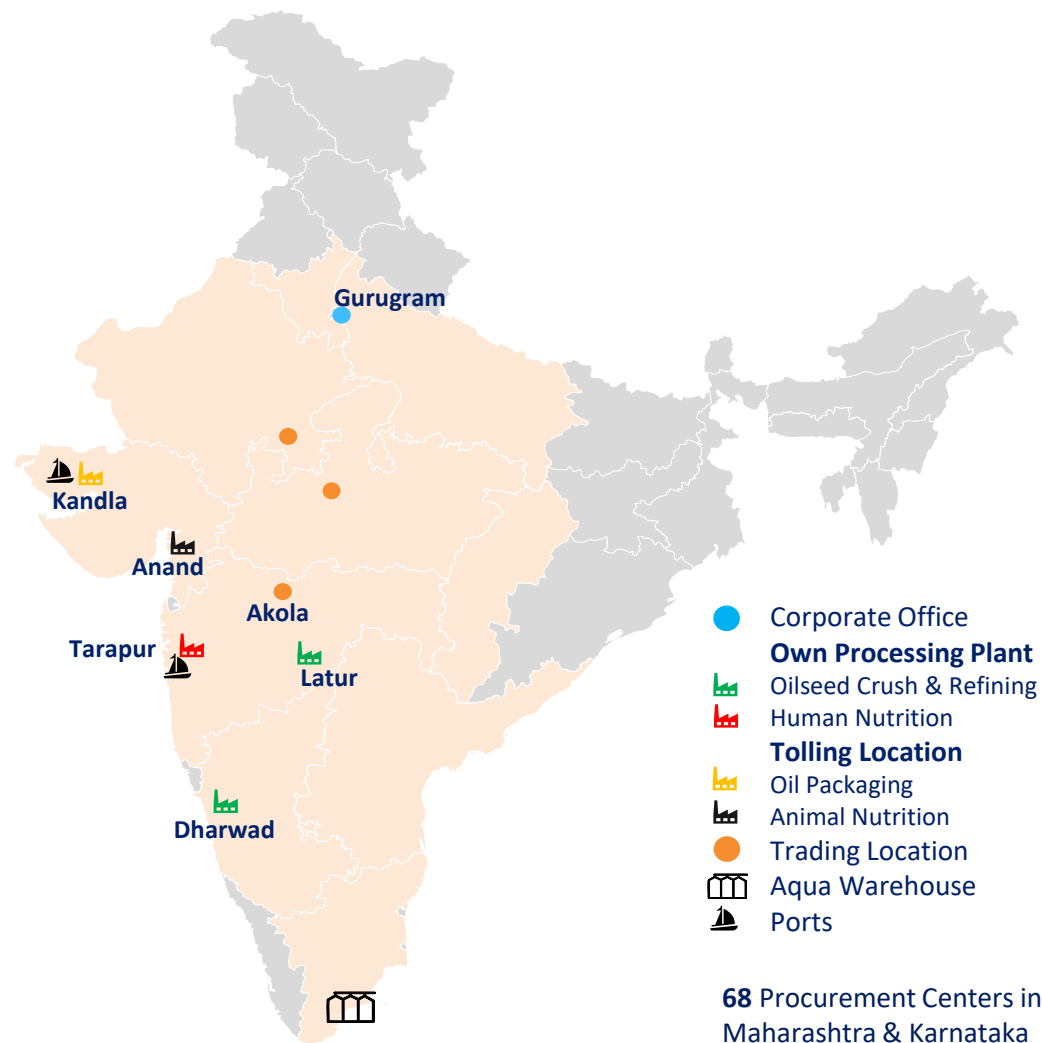 Gurugram
Kandla
Anand
Akola
Tarapur
Latur
Dharwad
Corporate Office
Own Processing Plant
Oilseed Crush & Refining
Human Nutrition
Tolling Location
Oil Packaging
Animal Nutrition
Trading Location
Aqua Warehouse
Ports
68 Procurement Centers in
Maharashtra & Karnataka